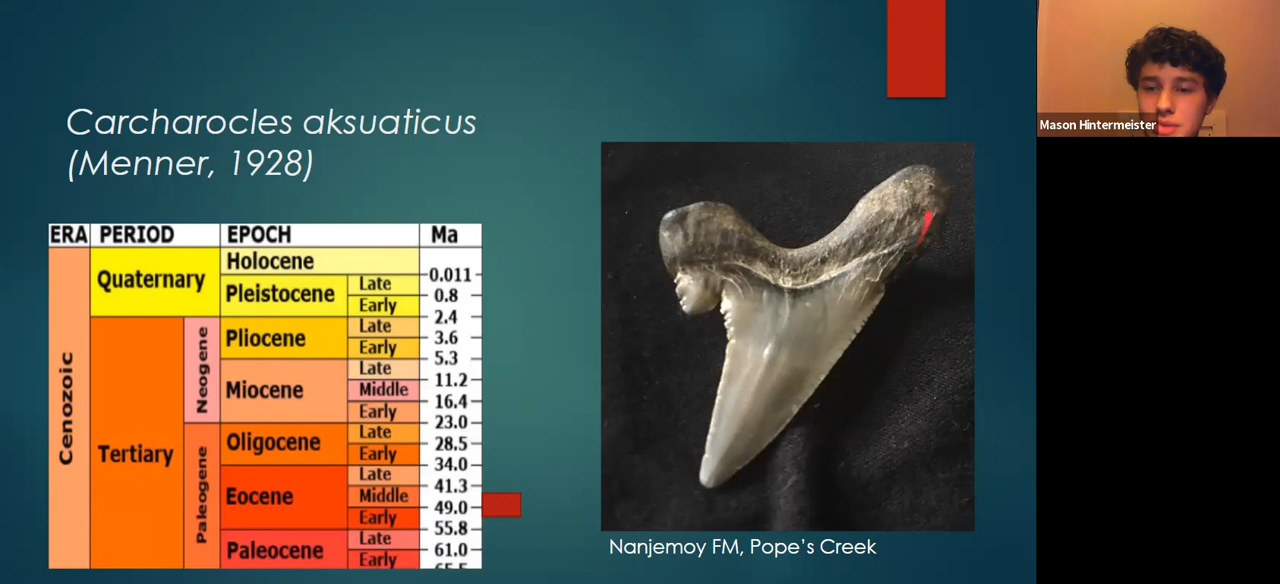 Carcharocles aksuaticus
(Menner, 1928)
ERA PERIOD EPOCH Ma
Cenozoic
Quaternary
Tertiary
Neogene
Paleogene
Holocene
Pleistocene
Late
Early
Pliocene
Late
Early
Miocene
Late
Middle
Early
Oligocene
Late
Early
Eocene
Late
Middle
Early
Paleocene
Late
Early
0.011
0.8
2.4
3.6
5.3
11.2
16.4
23.0
28.5
34.0
41.3
49.0
55.8
61.0
Nanjemoy FM, Pope's Creek
Mason Hintermeister